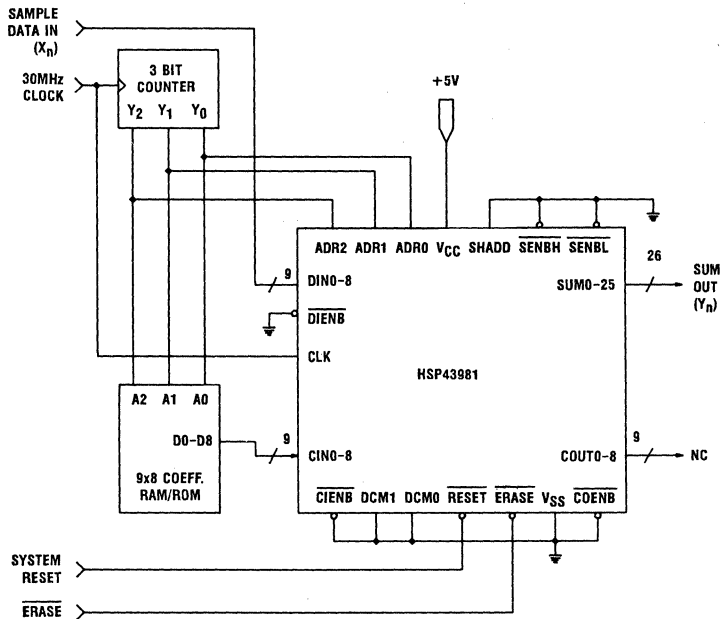 SAMPLE
DATA IN
(Xn)
30MHz
CLOCK
3 BIT
COUNTER
Y2 Y1 Y0
+5V
ADR2 ADR1 ADR0 VCC SHADD SENBH SENBL
9
DIN0-8
DIENB
CLK
26
SUM0-25
SUM
OUT
(Yn)
HSP43981
A2 A1 A0
D0-D8
9x8 COEFF.
RAM/ROM
9
CIN0-8
9
COUT0-8
NC
CIENB DCM1 DCM0 RESET ERASE VSS COENB
SYSTEM
RESET
ERASE